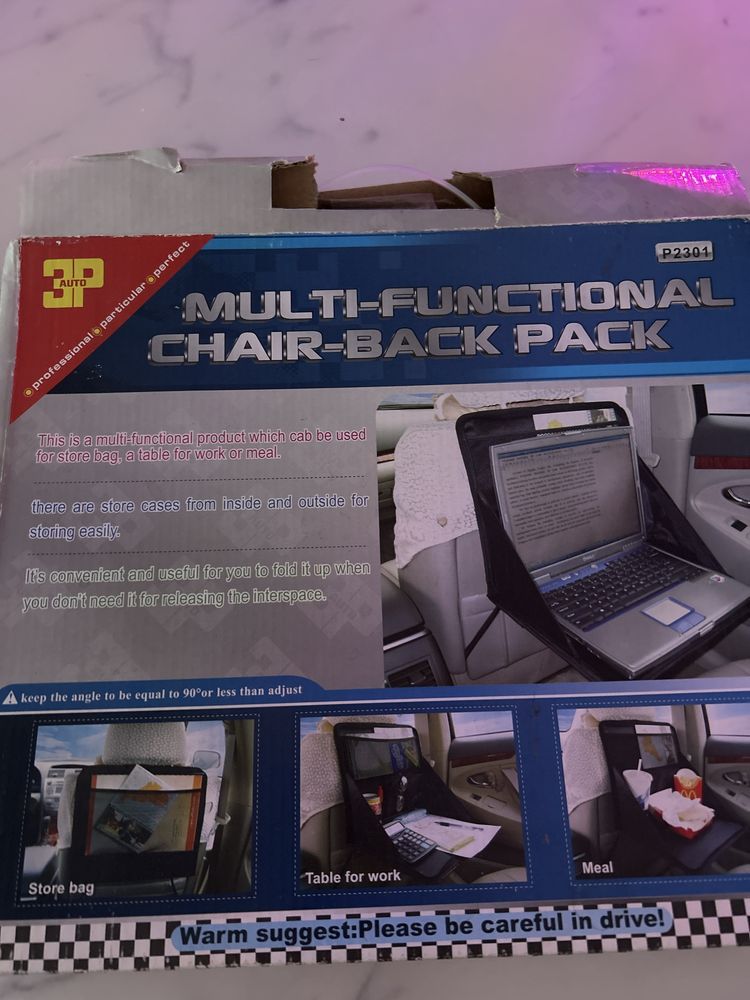 3P
AUTO
professional particular perfect
P2301
MULTI-FUNCTIONAL
CHAIR-BACK PACK
This is a multi-functional product which cab be used
for store bag, a table for work or meal.
there are store cases from inside and outside for
storing easily.
It's convenient and useful for you to fold it up when
you don't need it for releasing the interspace.
keep the angle to be equal to 90°or less than adjust
Store bag
Table for work
Meal
Warm suggest:Please be careful in drive!